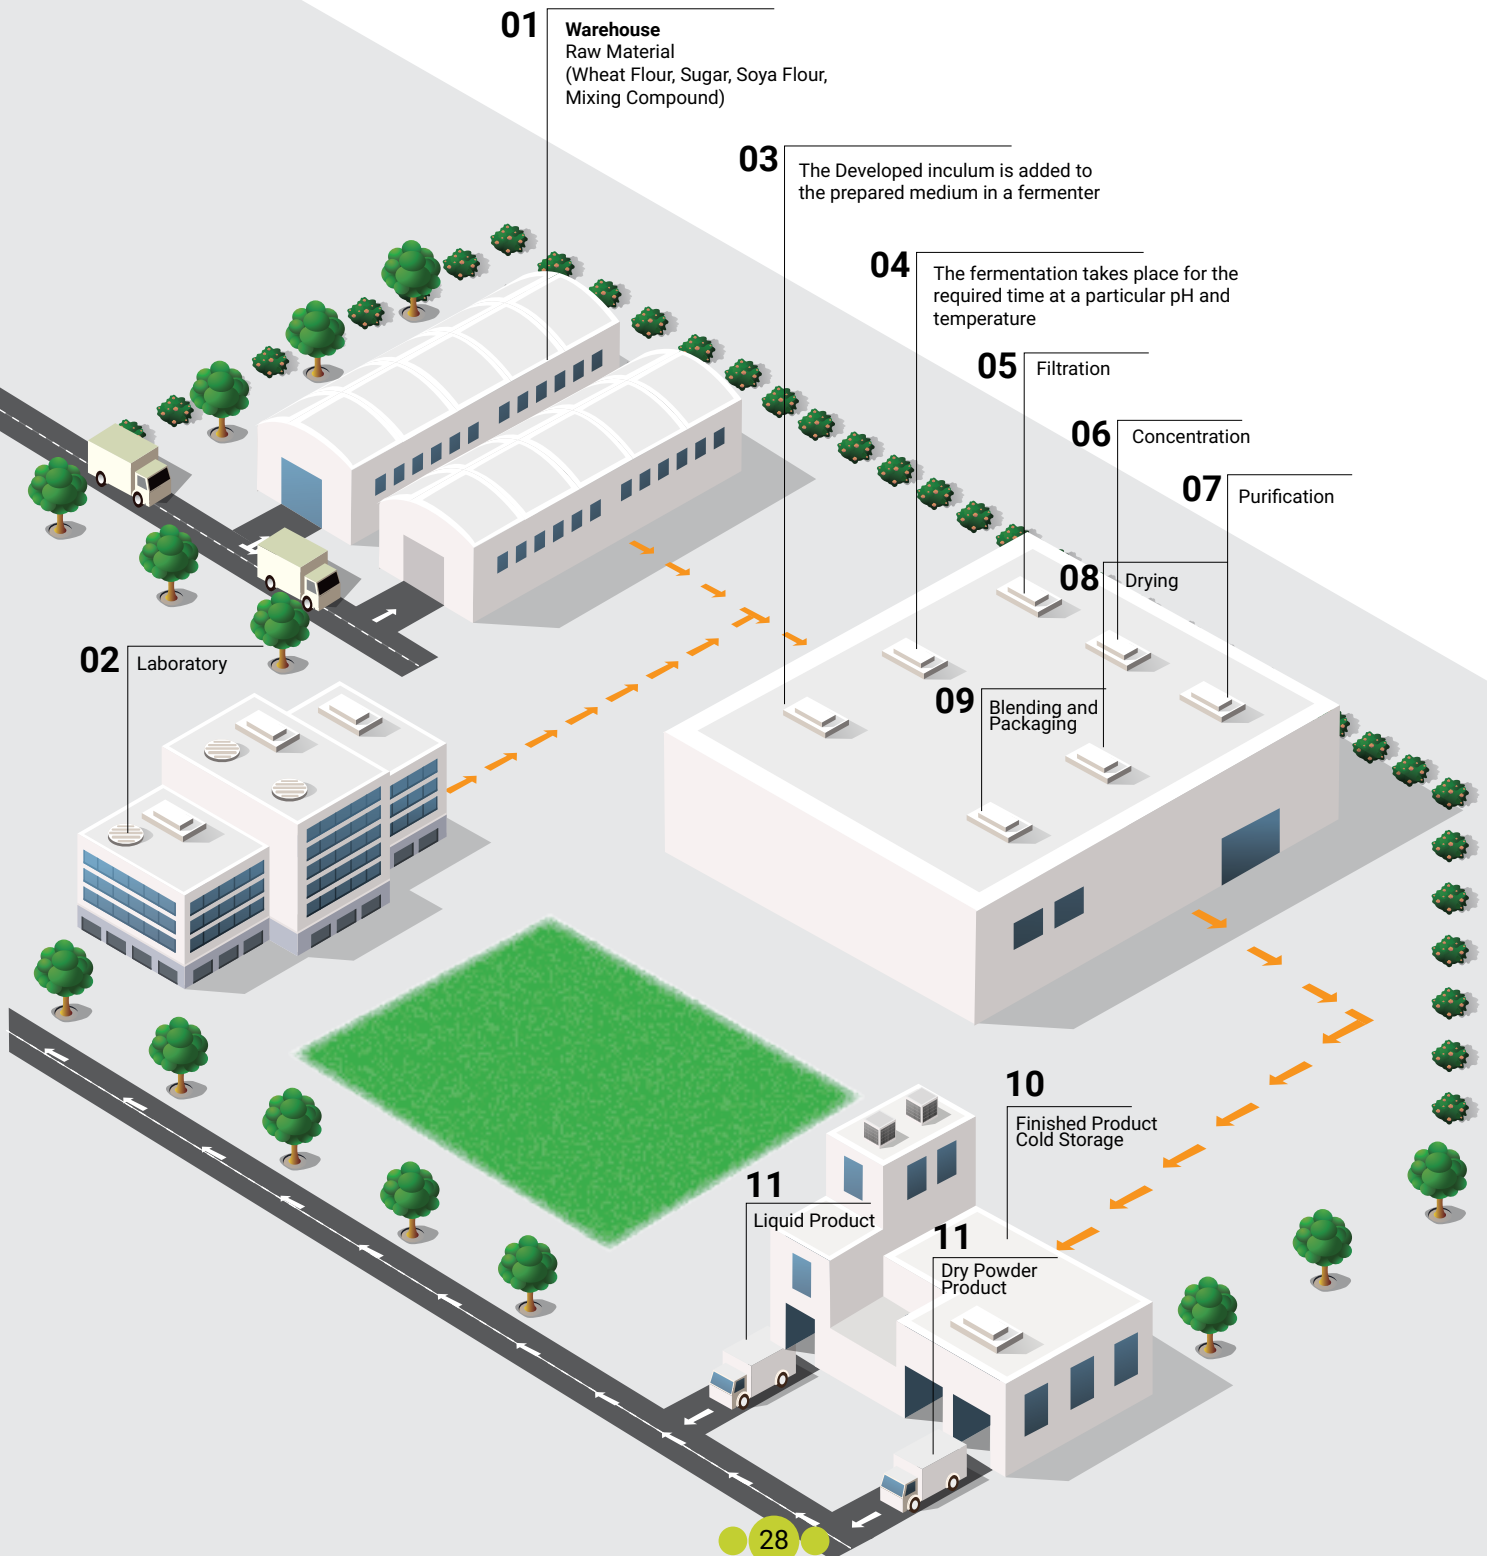 01
Warehouse
Raw Material
(Wheat Flour, Sugar, Soya Flour,
Mixing Compound)
03
The Developed inculum is added to
the prepared medium in a fermenter
04
The fermentation takes place for the
required time at a particular pH and
temperature
05
Filtration
06
Concentration
07
Purification
08
Drying
02
Laboratory
09
Blending and
Packaging
10
Finished Product
Cold Storage
11
Liquid Product
11
Dry Powder
Product
28